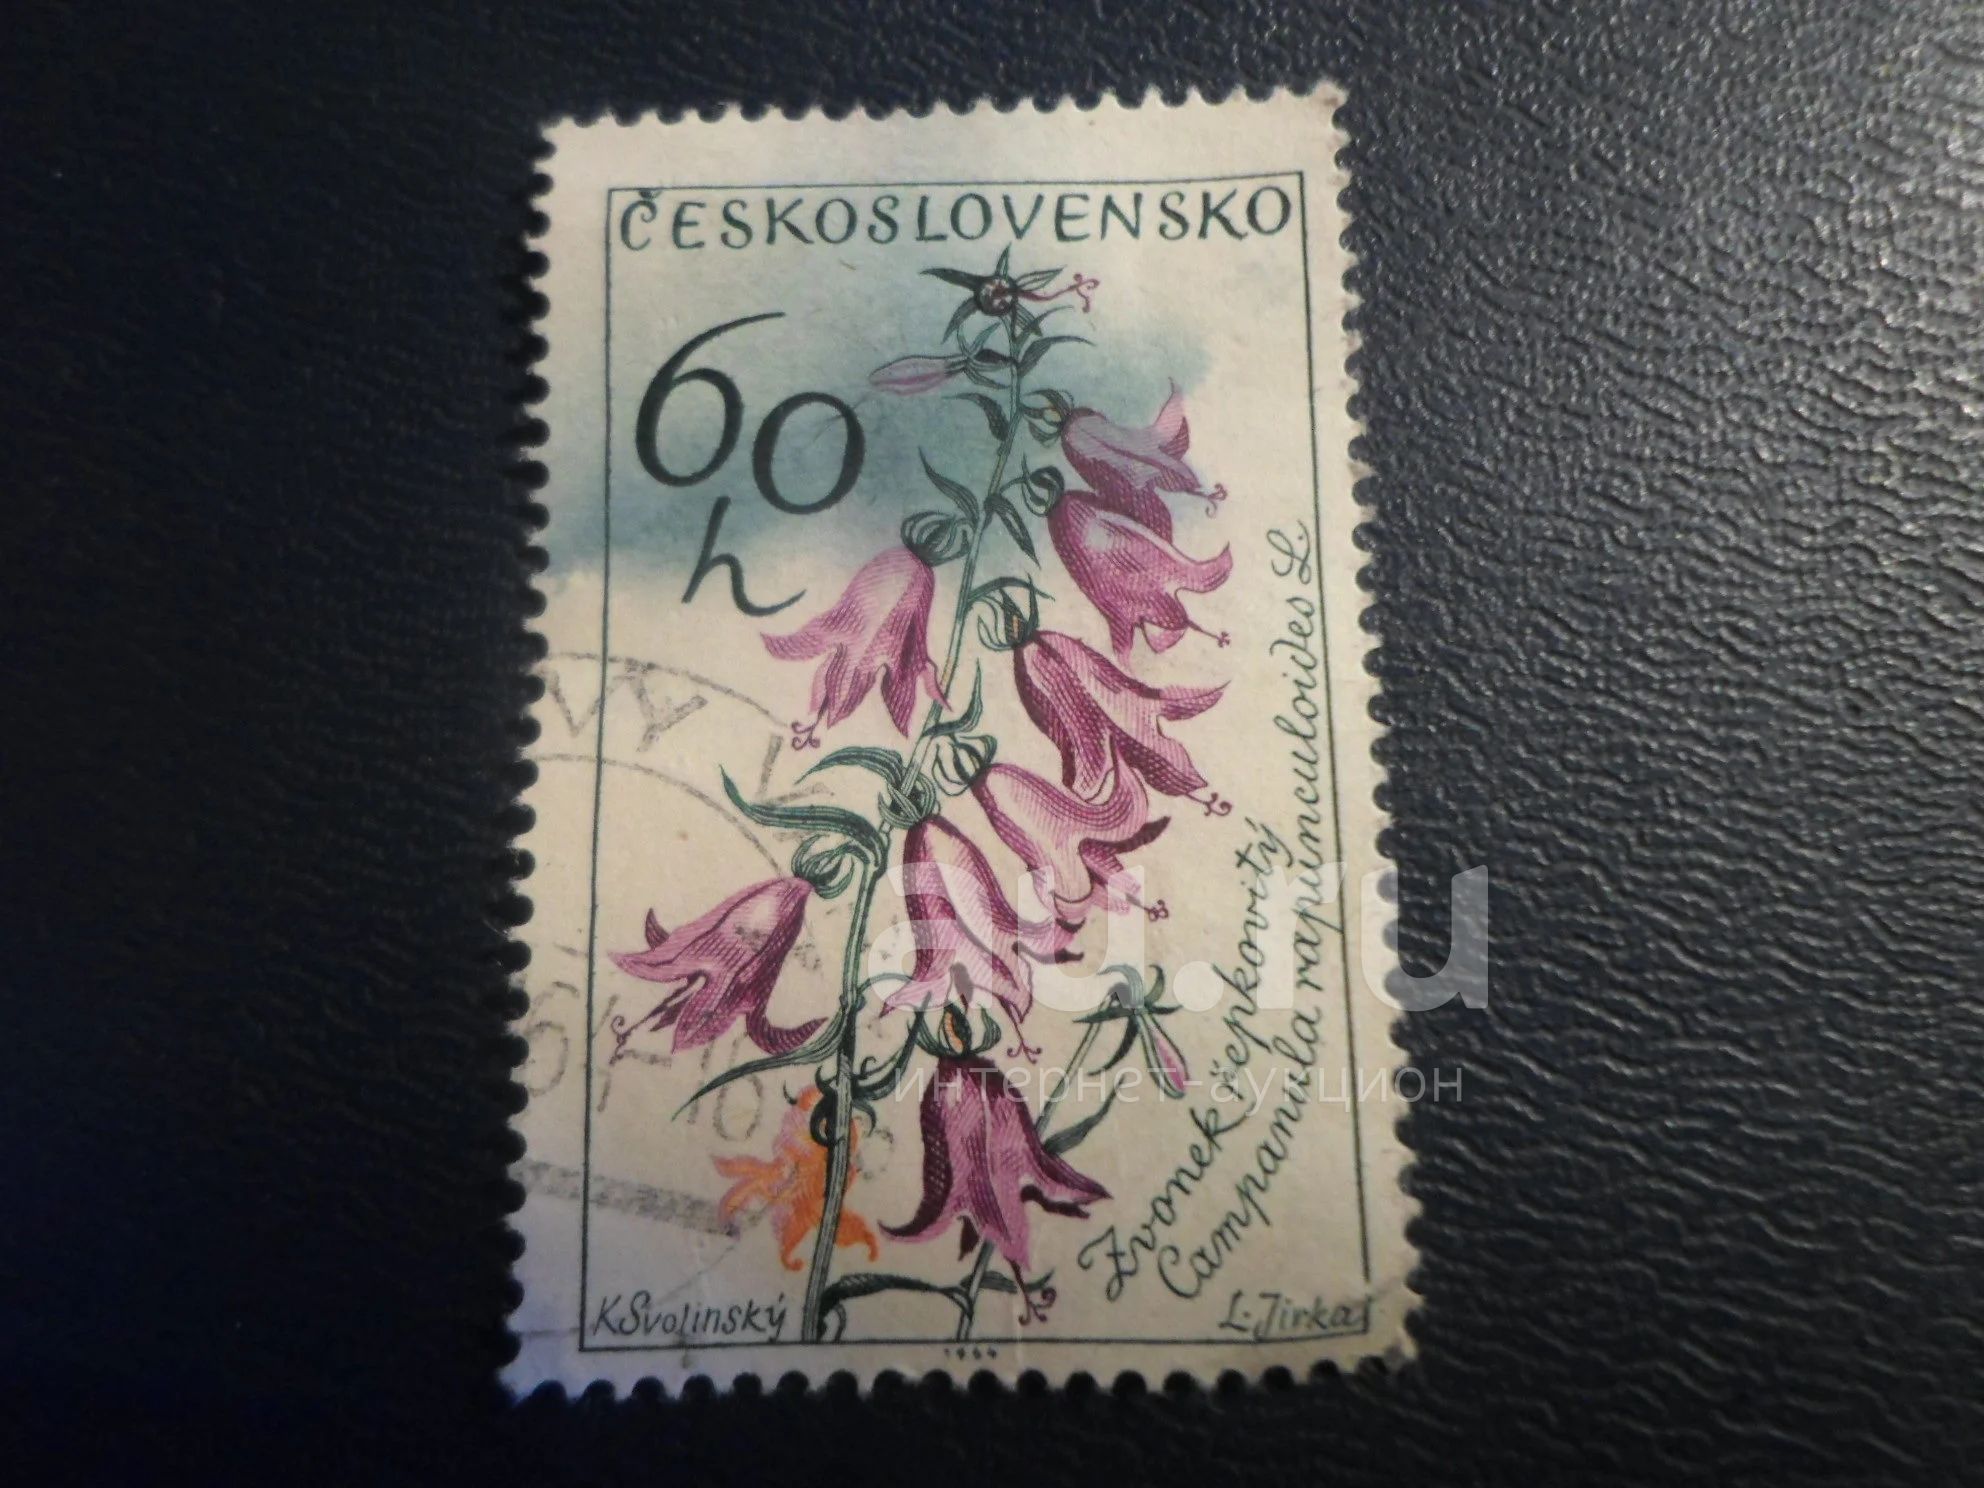 ČESKOSLOVENSKO
60
h
Zvonek řepkovitý
Campanula rapunculoides L.
K Svolinský
L. Jirka
1964
au.ru
интернет-аукцион